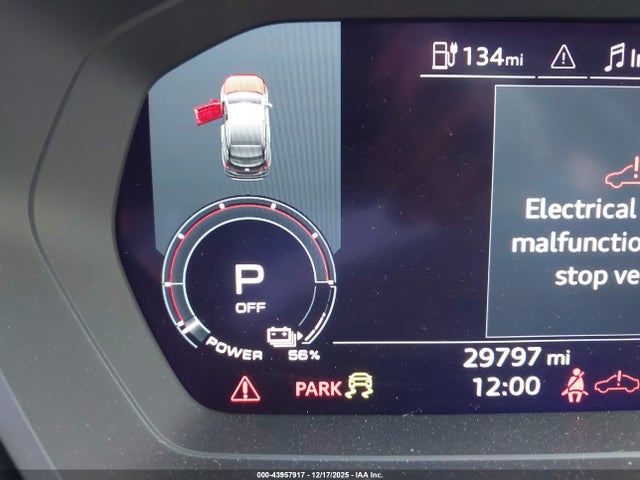 134mi
Electrical
malfunctio
stop ve
P
OFF
POWER
56%
29797 mi
PARK
12:00
000-43957917 - 12/17/2025 - IAA Inc.